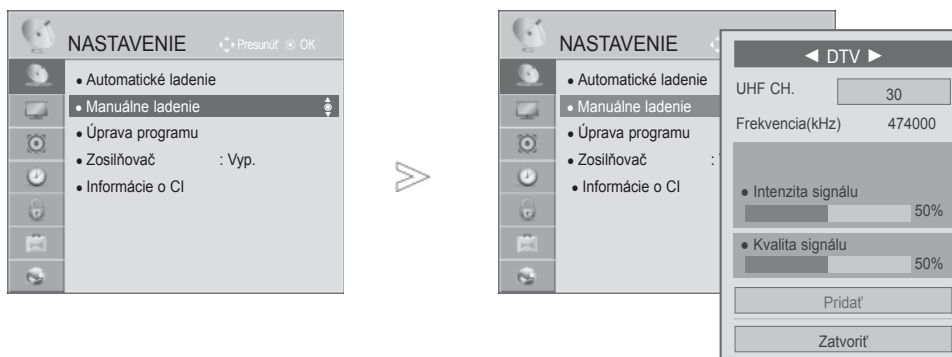 NASTAVENIE Presunúť OK
• Automatické ladenie
• Manuálne ladenie
• Úprava programu
• Zosilňovač : Vyp.
• Informácie o CI
NASTAVENIE
• Automatické ladenie
• Manuálne ladenie
• Úprava programu
• Zosilňovač :
• Informácie o CI
◄ DTV ►
UHF CH. 30
Frekvencia(kHz) 474000
• Intenzita signálu
50%
• Kvalita signálu
50%
Pridať
Zatvoriť